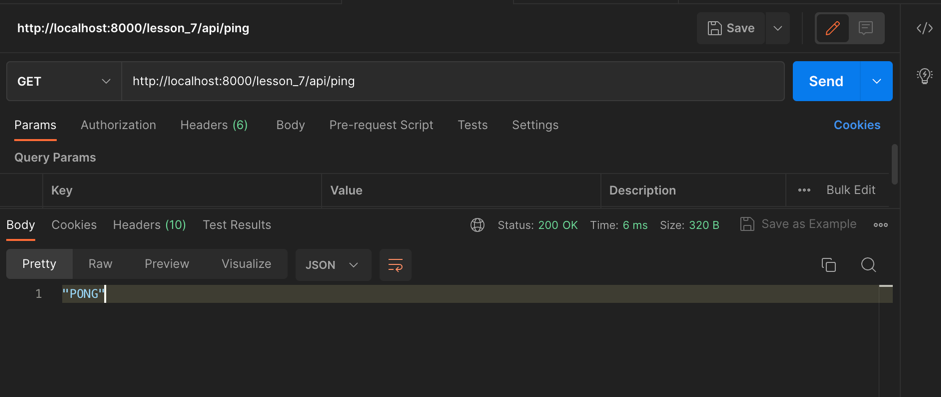 http://localhost:8000/lesson_7/api/ping
Save
GET http://localhost:8000/lesson_7/api/ping Send
Params Authorization Headers (6) Body Pre-request Script Tests Settings Cookies
Query Params
Key Value Description Bulk Edit
Body Cookies Headers (10) Test Results Status: 200 OK Time: 6 ms Size: 320 B Save as Example
Pretty Raw Preview Visualize JSON
1 "PONG"